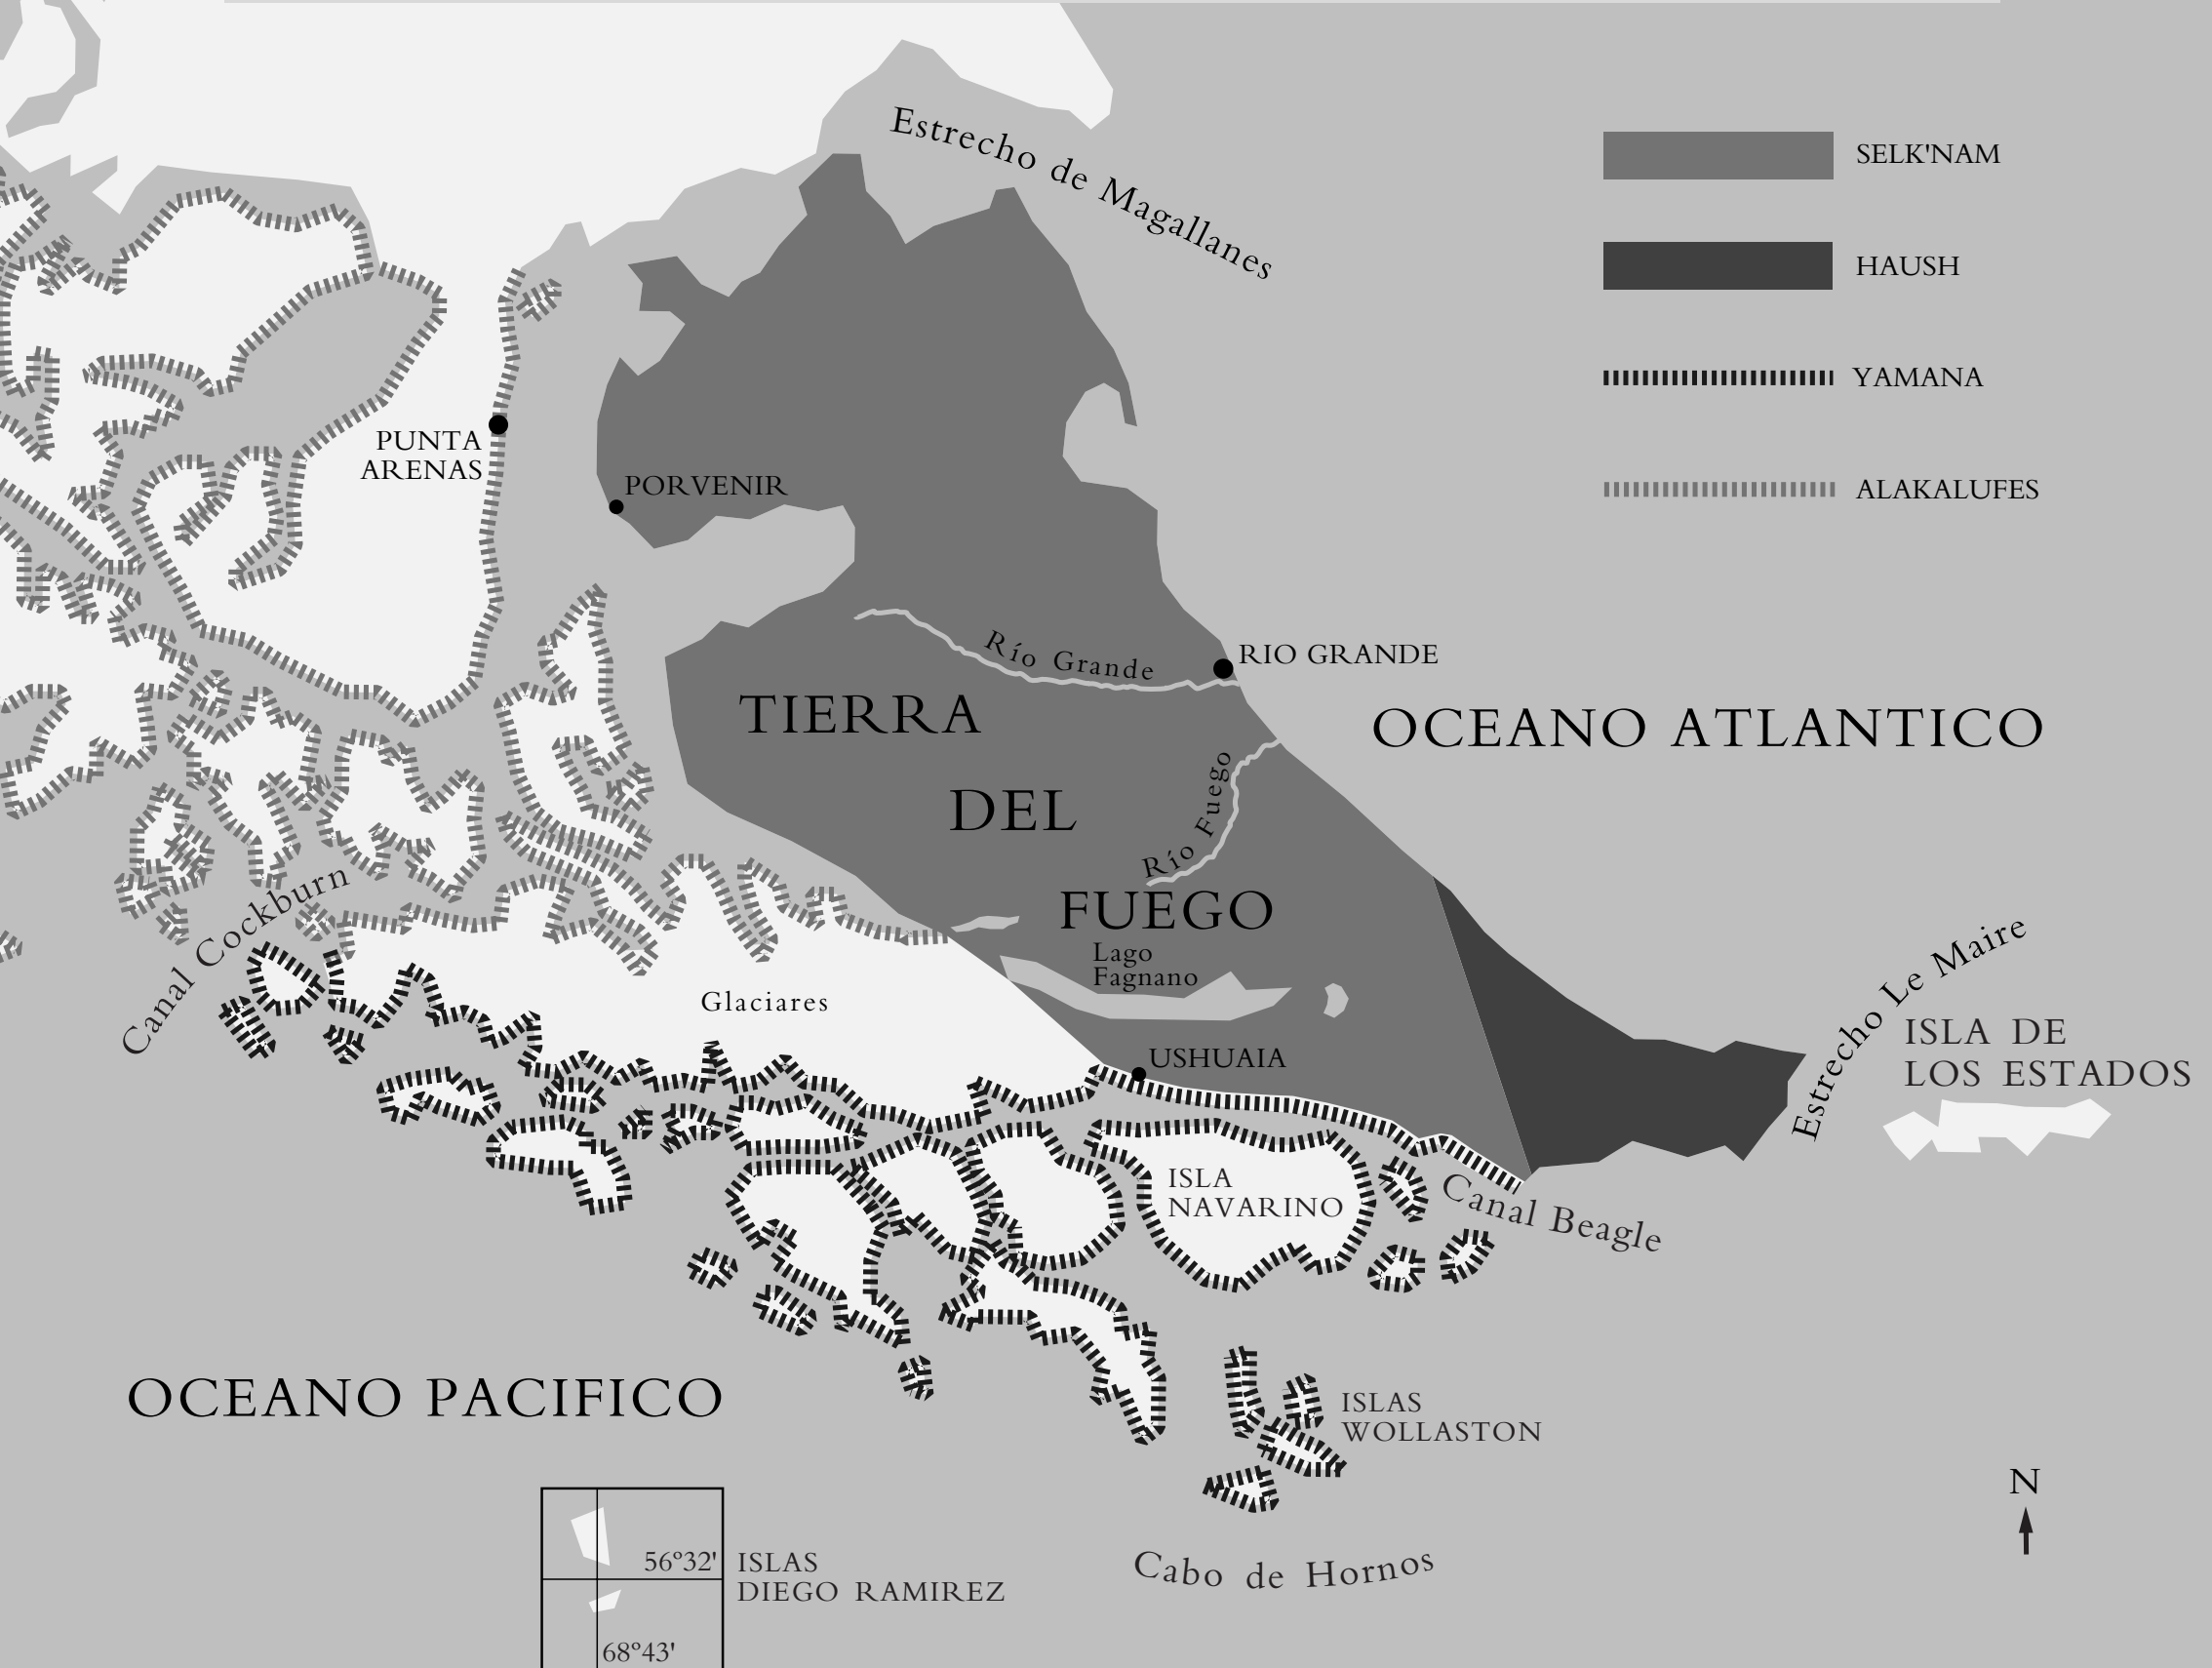 Estrecho de Magallanes
SELK'NAM
HAUSH
YAMANA
ALAKALUFES
PUNTA
ARENAS
PORVENIR
Río Grande
RIO GRANDE
TIERRA
DEL
FUEGO
OCEANO ATLANTICO
Río Fuego
Canal Cockburn
Lago
Fagnano
Glaciares
Estrecho Le Maire
ISLA DE
LOS ESTADOS
USHUAIA
ISLA
NAVARINO
Canal Beagle
OCEANO PACIFICO
ISLAS
WOLLASTON
N
56°32'
ISLAS
DIEGO RAMIREZ
68°43'
Cabo de Hornos